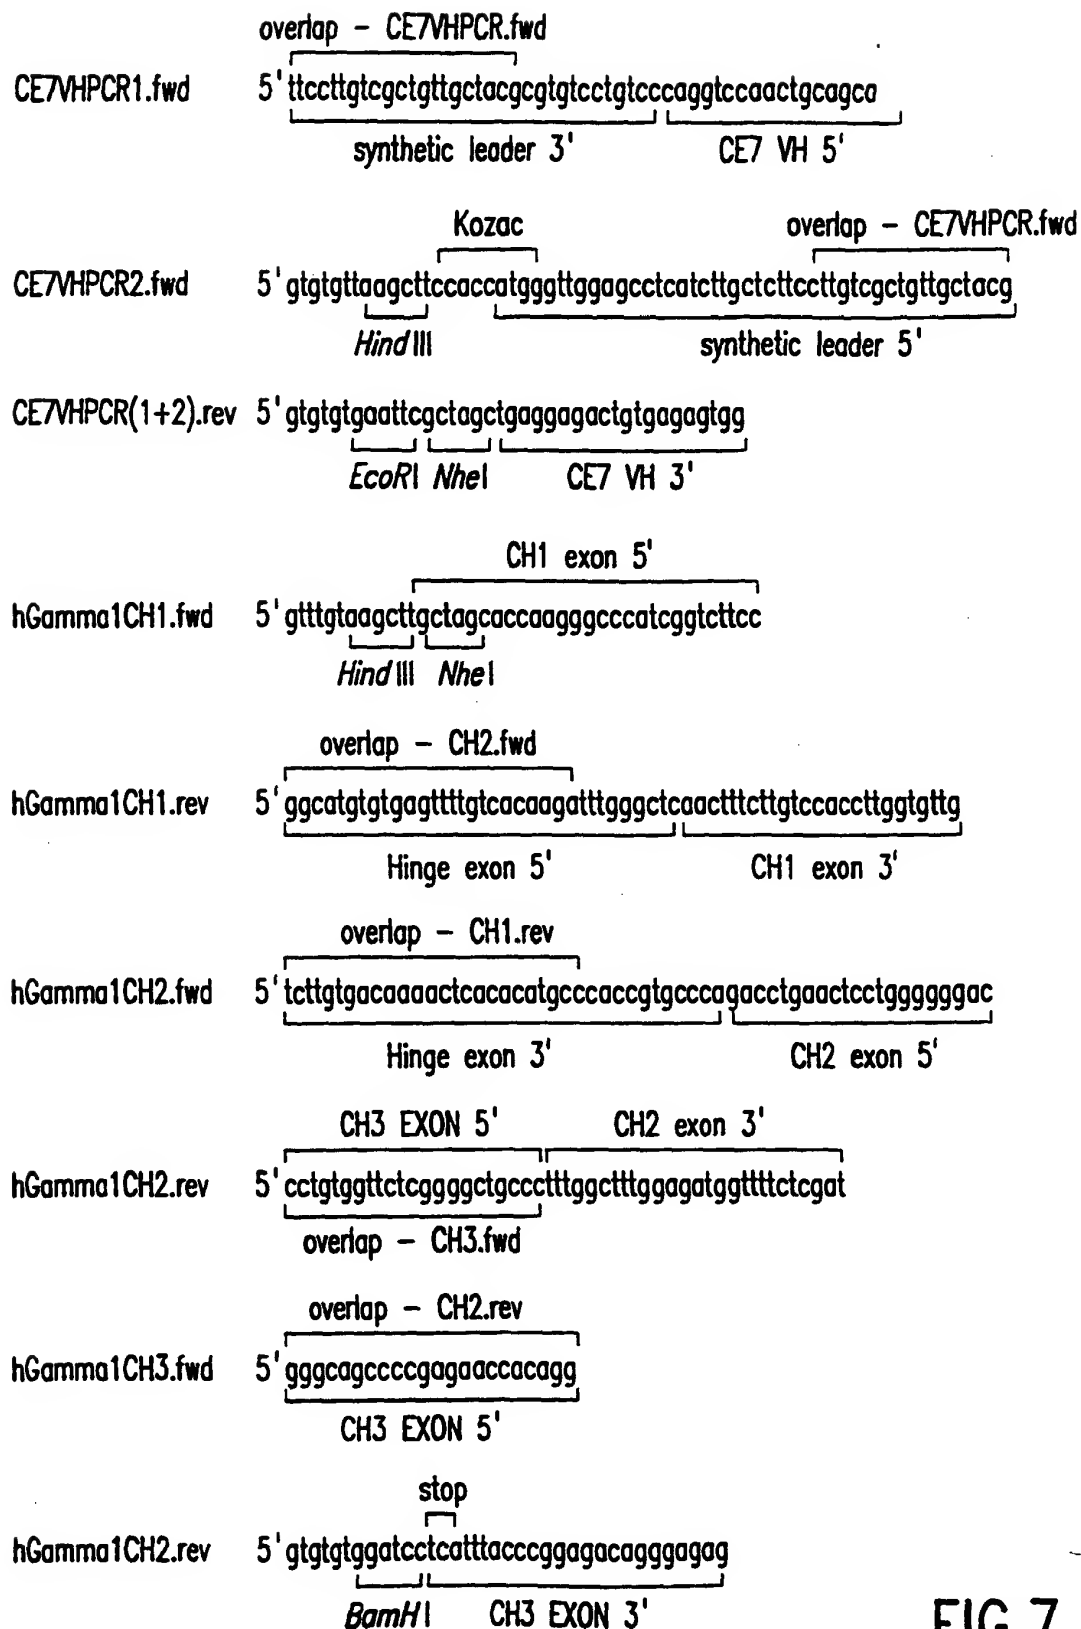 overlap - CE7VHPCR.fwd
CE7VHPCR1.fwd 5'ttccttgtcgctgttgctacgcgtgtcctgtcccaggtccaactgcagca
synthetic leader 3' CE7 VH 5'
Kozac overlap - CE7VHPCR.fwd
CE7VHPCR2.fwd 5'gtgtgttaagcttccaccatgggttggagcctcatcttgctcttccttgtcgctgttgctacg
HindIII synthetic leader 5'
CE7VHPCR(1+2).rev 5'gtgtgtgaattcgctagctgaggagactgtgagagtgg
EcoRI NheI CE7 VH 3'
CH1 exon 5'
hGamma1CH1.fwd 5'gtttgtaagcttgctagcaccaagggcccatcggtcttcc
HindIII NheI
overlap - CH2.fwd
hGamma1CH1.rev 5'ggcatgtgtgagttttgtcacaagatttgggctcaactttcttgtccaccttggtgttg
Hinge exon 5' CH1 exon 3'
overlap - CH1.rev
hGamma1CH2.fwd 5'tcttgtgacaaaactcacacatgcccaccgtgcccagacctgaactcctggggggac
Hinge exon 3' CH2 exon 5'
CH3 EXON 5' CH2 exon 3'
hGamma1CH2.rev 5'cctgtggttctcggggctgccctttggctttggagatggttttctcgat
overlap - CH3.fwd
overlap - CH2.rev
hGamma1CH3.fwd 5'gggcagccccgagaaccacagg
CH3 EXON 5'
stop
hGamma1CH2.rev 5'gtgtgtggatcctcatttacccggagacagggagag
BamHI CH3 EXON 3'
FIG.7